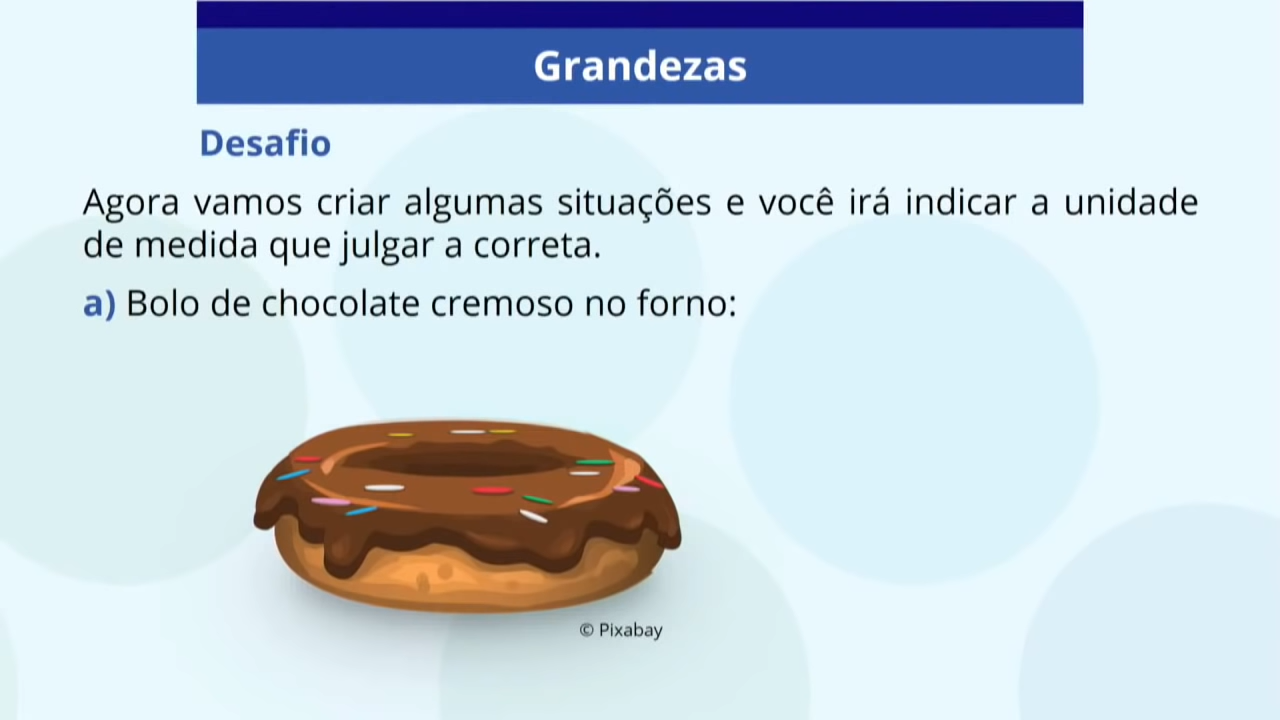 Grandezas
Desafio
Agora vamos criar algumas situações e você irá indicar a unidade
de medida que julgar a correta.
a) Bolo de chocolate cremoso no forno:
© Pixabay